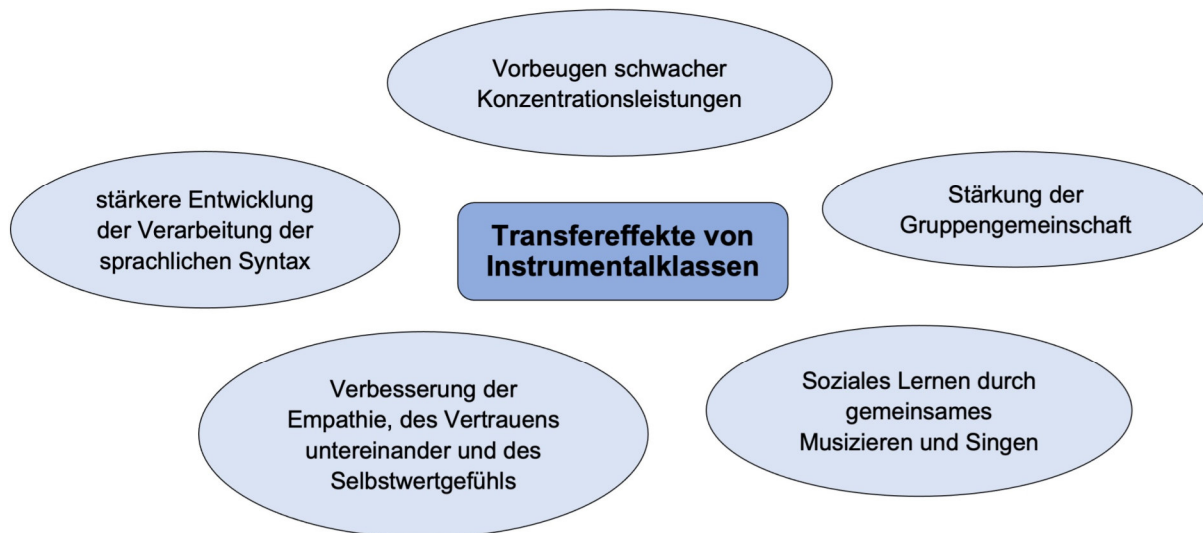 Vorbeugen schwacher
Konzentrationsleistungen
stärkere Entwicklung
der Verarbeitung der
sprachlichen Syntax
Transfereffekte von
Instrumentalklassen
Stärkung der
Gruppengemeinschaft
Verbesserung der
Empathie, des Vertrauens
untereinander und des
Selbstwertgefühls
Soziales Lernen durch
gemeinsames
Musizieren und Singen